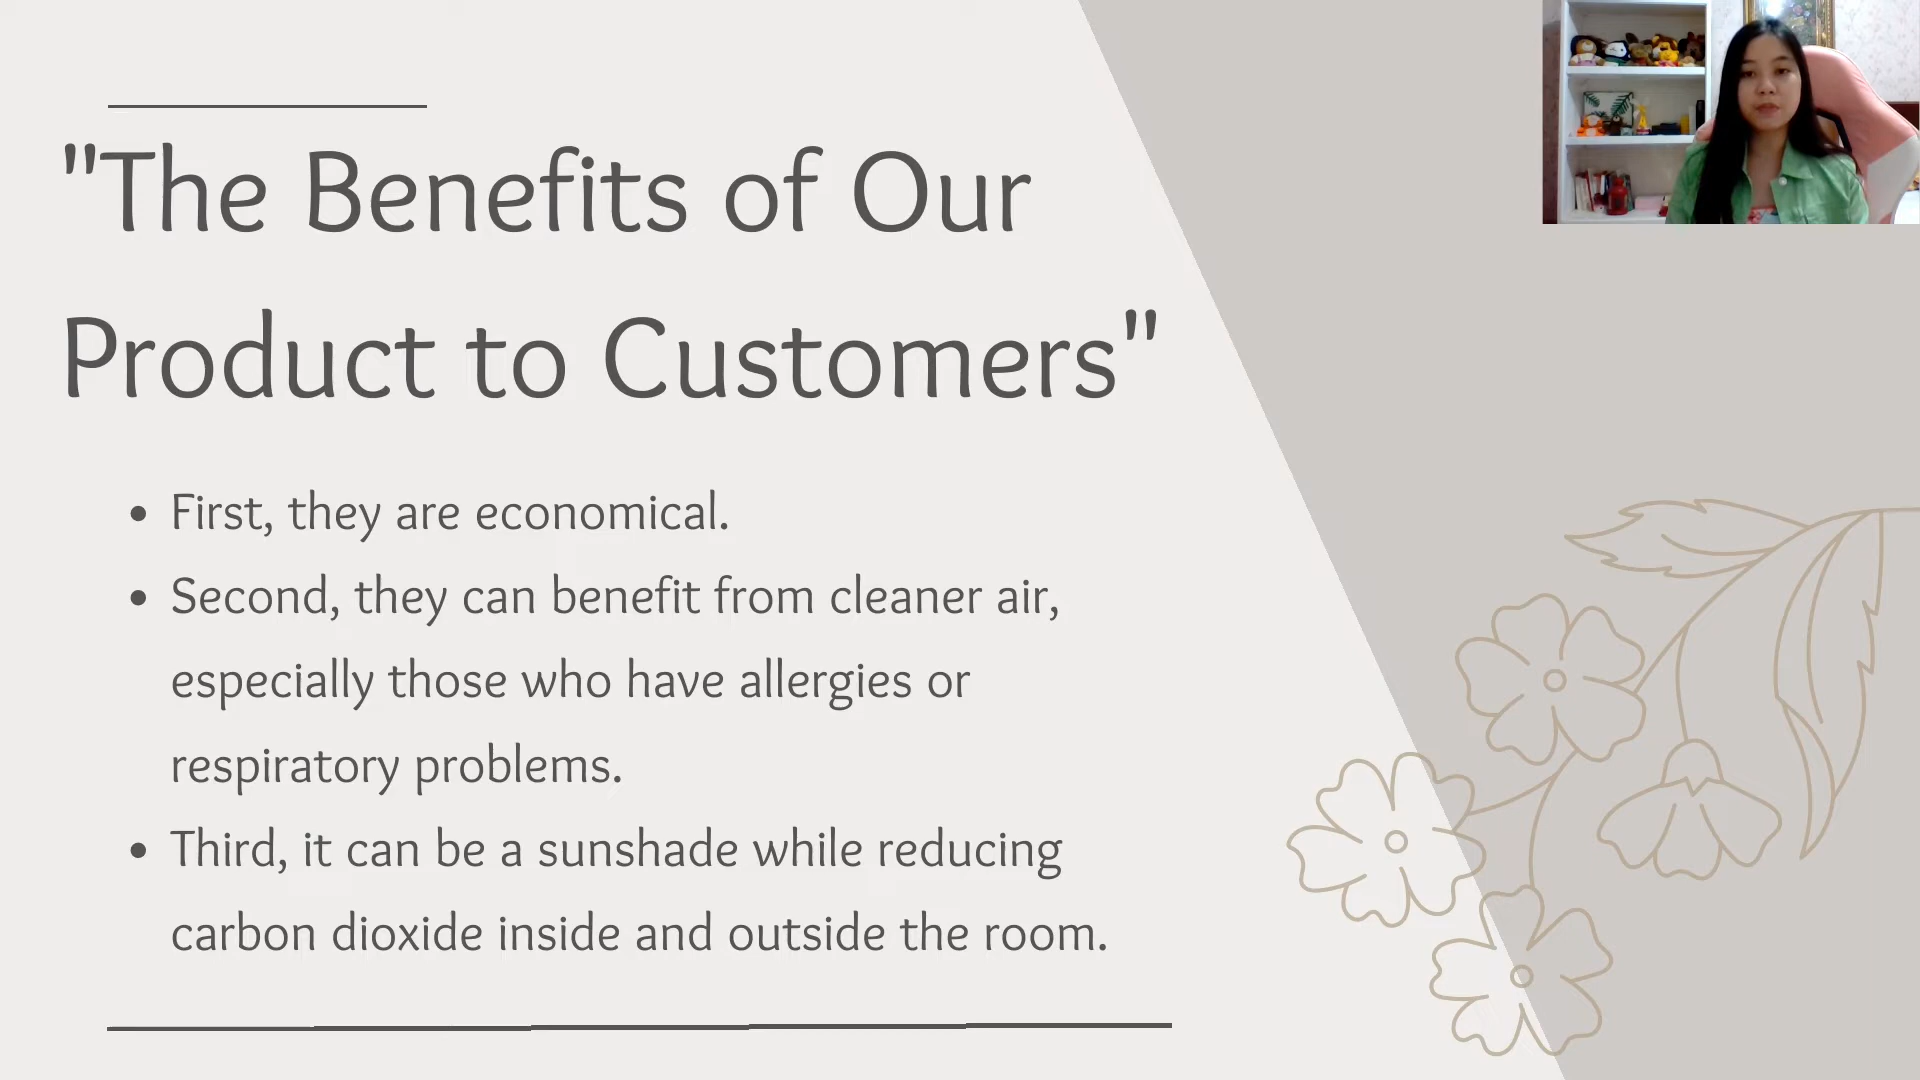 "The Benefits of Our
Product to Customers"
• First, they are economical.
• Second, they can benefit from cleaner air,
especially those who have allergies or
respiratory problems.
• Third, it can be a sunshade while reducing
carbon dioxide inside and outside the room.